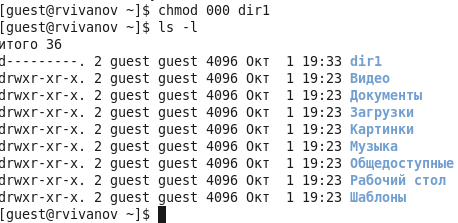 [guest@rvivanov ~]$ chmod 000 dir1
[guest@rvivanov ~]$ ls -l
итого 36
d---------. 2 guest guest 4096 Окт  1 19:33 dir1
drwxr-xr-x. 2 guest guest 4096 Окт  1 19:23 Видео
drwxr-xr-x. 2 guest guest 4096 Окт  1 19:23 Документы
drwxr-xr-x. 2 guest guest 4096 Окт  1 19:23 Загрузки
drwxr-xr-x. 2 guest guest 4096 Окт  1 19:23 Картинки
drwxr-xr-x. 2 guest guest 4096 Окт  1 19:23 Музыка
drwxr-xr-x. 2 guest guest 4096 Окт  1 19:23 Общедоступные
drwxr-xr-x. 2 guest guest 4096 Окт  1 19:23 Рабочий стол
drwxr-xr-x. 2 guest guest 4096 Окт  1 19:23 Шаблоны
[guest@rvivanov ~]$